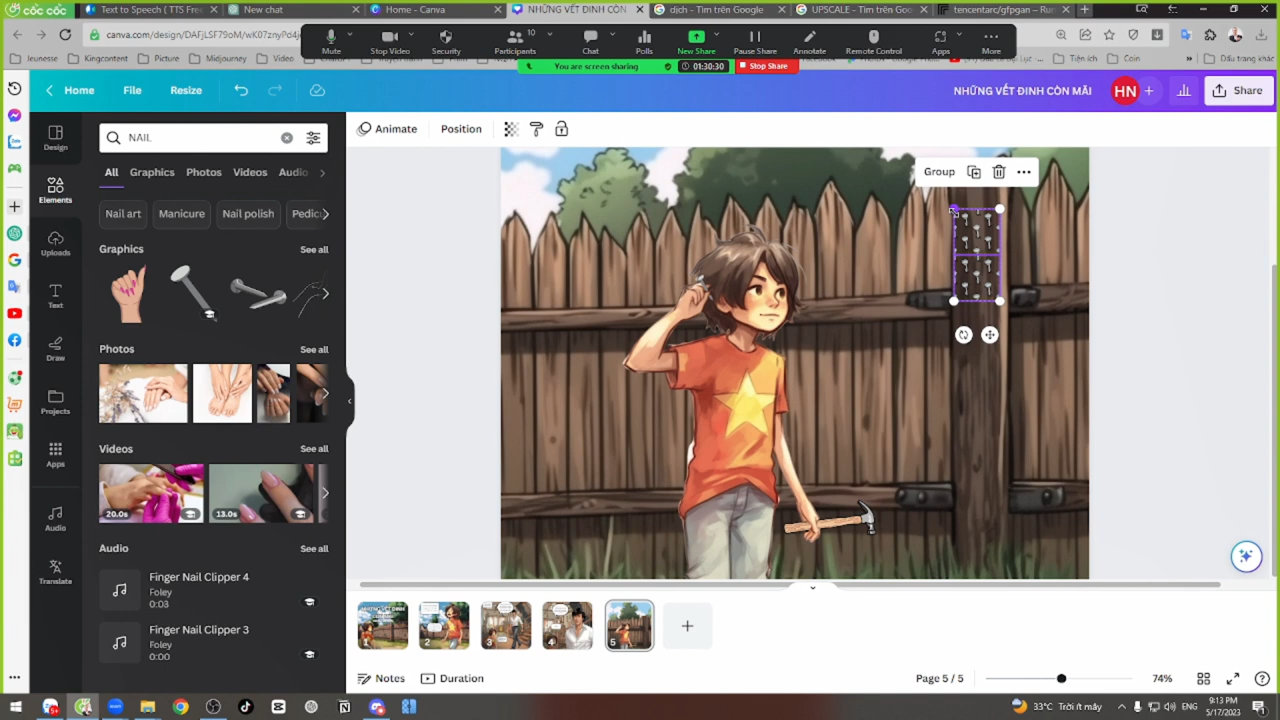 cốc cốc
Text to Speech ( TTS Free
New chat
Home - Canva
NHỮNG VẾT ĐINH CÒN
dịch - Tìm trên Google
UPSCALE - Tìm trên Go
tencentarc/gfpgan – Run
canva.com/design/DAFjLSF79oM/wK07znyPd4j
Mute
Stop Video
Security
10
Participants
Chat
Polls
New Share
Pause Share
Annotate
Remote Control
Apps
More
You are screen sharing
01:30:30
Stop Share
Jeunesse
Kingcontent
Picture
Midjourney
Video
Tiện ích
Coin
Dấu trang khác
Home
File
Resize
NHỮNG VẾT ĐINH CÒN MÃI
HN
Share
Design
Elements
Uploads
Text
Draw
Projects
Apps
Audio
Translate
NAIL
All
Graphics
Photos
Videos
Audio
Nail art
Manicure
Nail polish
Graphics
See all
Photos
See all
Videos
See all
20.0s
13.0s
Audio
See all
Finger Nail Clipper 4
Foley
0:03
Finger Nail Clipper 3
Foley
0:00
Animate
Position
Group
1
2
3
4
5
Notes
Duration
Page 5 / 5
74%
33°C Trời ít mây
ENG
9:13 PM
5/17/2023